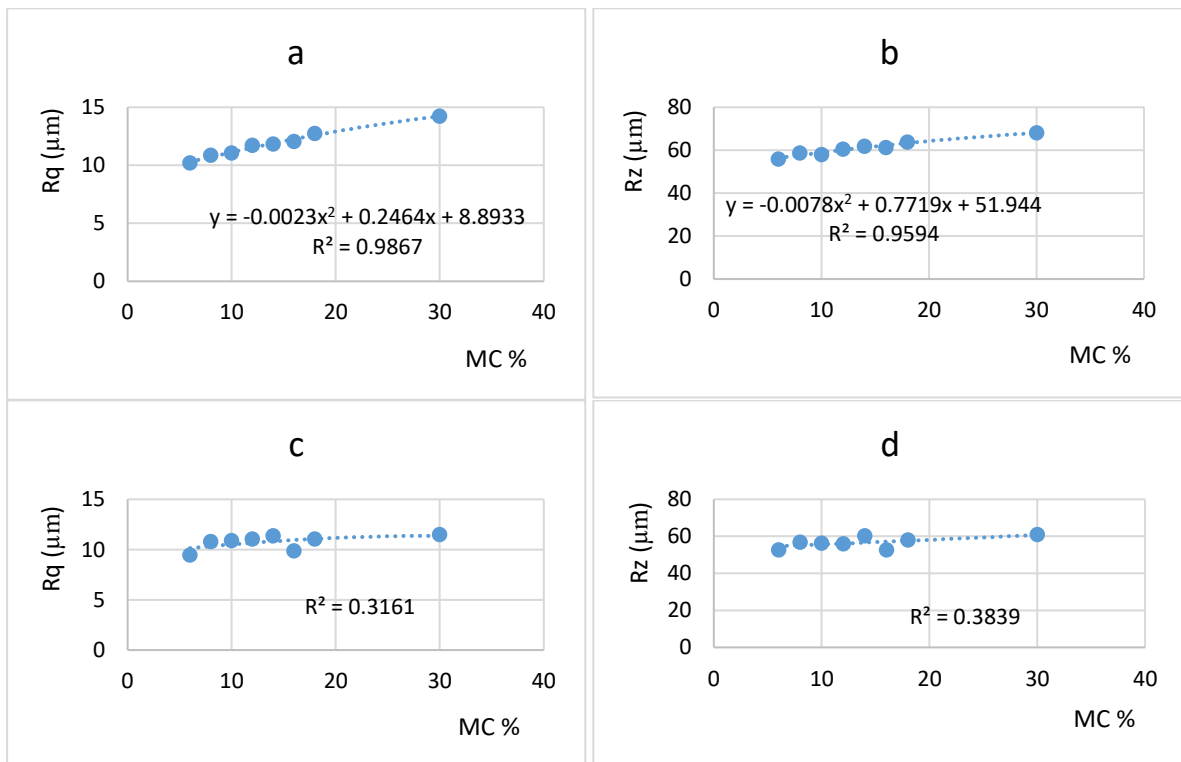 a
Rq (μm)
15
10
5
0
y = -0.0023x² + 0.2464x + 8.8933
R² = 0.9867
0 10 20 30 40
MC %
b
Rz (μm)
80
60
40
20
0
y = -0.0078x² + 0.7719x + 51.944
R² = 0.9594
0 10 20 30 40
MC %
c
Rq (μm)
15
10
5
0
R² = 0.3161
0 10 20 30 40
MC %
d
Rz (μm)
80
60
40
20
0
R² = 0.3839
0 10 20 30 40
MC %